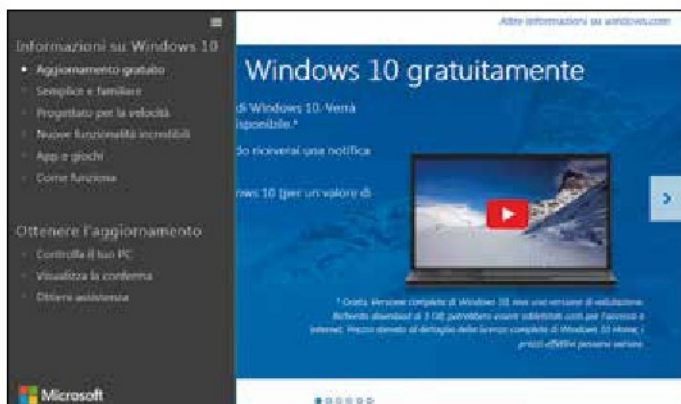 Informazioni su Windows 10
Aggiornamento gratuito
Semplice e familiare
Progettato per la velocità
Nuove funzionalità incredibili
App e giochi
Come funziona
Ottenere l'aggiornamento
Controlla il tuo PC
Visualizza la conferma
Ottieni assistenza
Microsoft
Altre informazioni su windows.com
Windows 10 gratuitamente
di Windows 10. Verrà
isponibile.*
do riceverai una notifica
ows 10 (per un valore di
* Gratis. Versione completa di Windows 10, non una versione di valutazione.
Richiesto download di 3 GB; potrebbero essere addebitati costi per l'accesso a
Internet. Prezzo stimato al dettaglio della licenza completa di Windows 10 Home; i
prezzi effettivi possono variare.